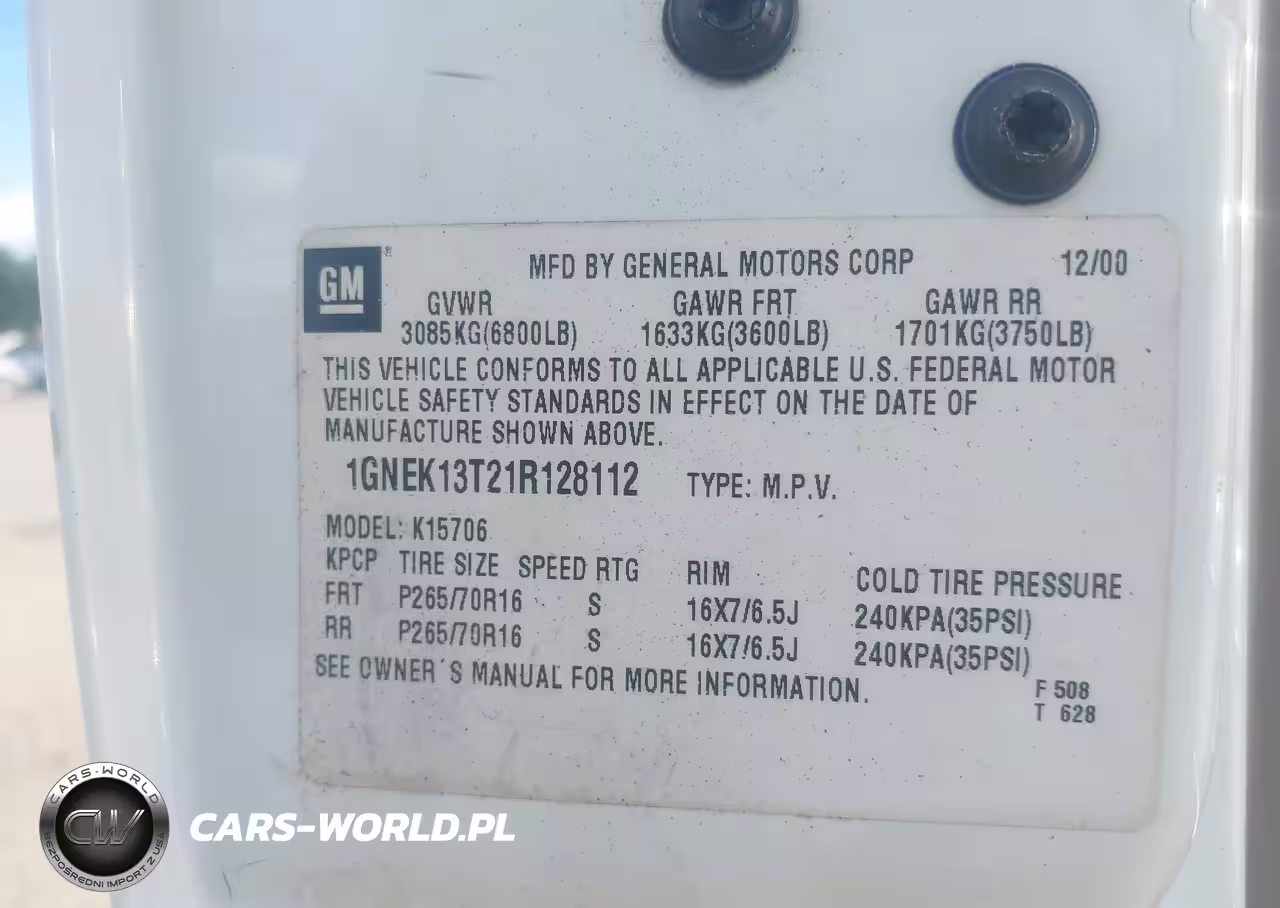 GM
MFD BY GENERAL MOTORS CORP 12/00
GVWR GAWR FRT GAWR RR
3085KG(6800LB) 1633KG(3600LB) 1701KG(3750LB)
THIS VEHICLE CONFORMS TO ALL APPLICABLE U.S. FEDERAL MOTOR
VEHICLE SAFETY STANDARDS IN EFFECT ON THE DATE OF
MANUFACTURE SHOWN ABOVE.
1GNEK13T21R128112 TYPE: M.P.V.
MODEL: K15706
KPCP TIRE SIZE SPEED RTG RIM COLD TIRE PRESSURE
FRT P265/70R16 S 16X7/6.5J 240KPA(35PSI)
RR P265/70R16 S 16X7/6.5J 240KPA(35PSI)
SEE OWNER´S MANUAL FOR MORE INFORMATION.
F 508
T 628
CARS-WORLD
CW
BEZPOŚREDNI IMPORT Z USA
CARS-WORLD.PL